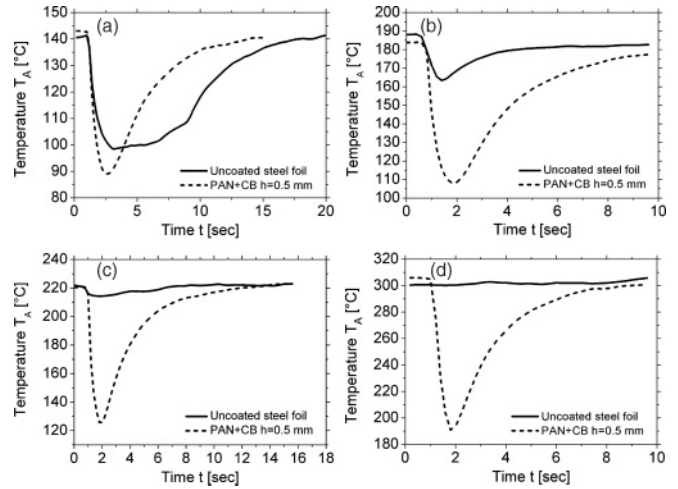 (a)
Temperature T_A [°C]
150
140
130
120
110
100
90
80
0 5 10 15 20
Time t [sec]
Uncoated steel foil
PAN+CB h=0.5 mm
(b)
Temperature T_A [°C]
200
190
180
170
160
150
140
130
120
110
100
0 2 4 6 8 10
Time t [sec]
Uncoated steel foil
PAN+CB h=0.5 mm
(c)
Temperature T_A [°C]
240
220
200
180
160
140
120
0 2 4 6 8 10 12 14 16 18
Time t [sec]
Uncoated steel foil
PAN+CB h=0.5 mm
(d)
Temperature T_A [°C]
320
300
280
260
240
220
200
180
0 2 4 6 8 10
Time t [sec]
Uncoated steel foil
PAN+CB h=0.5 mm